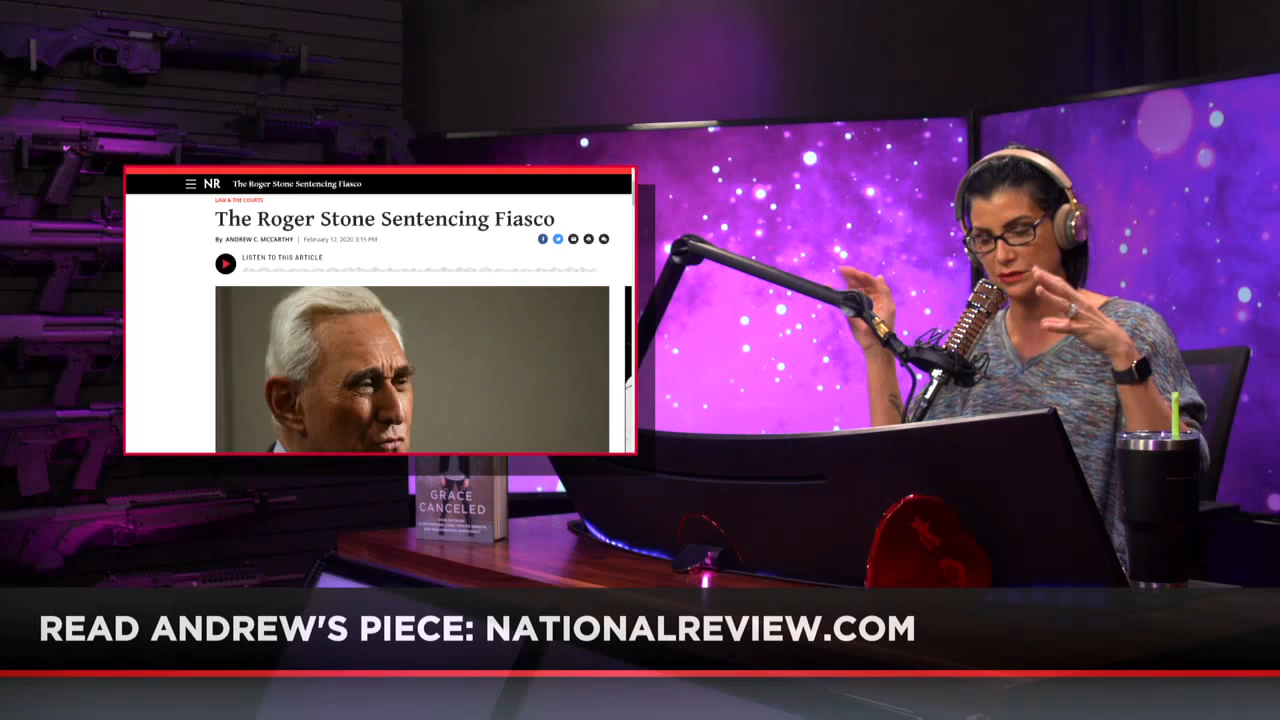 NR The Roger Stone Sentencing Fiasco
LAW & THE COURTS
The Roger Stone Sentencing Fiasco
By ANDREW C. MCCARTHY | February 12, 2020 3:15 PM
LISTEN TO THIS ARTICLE
GRACE
CANCELED
READ ANDREW'S PIECE: NATIONALREVIEW.COM